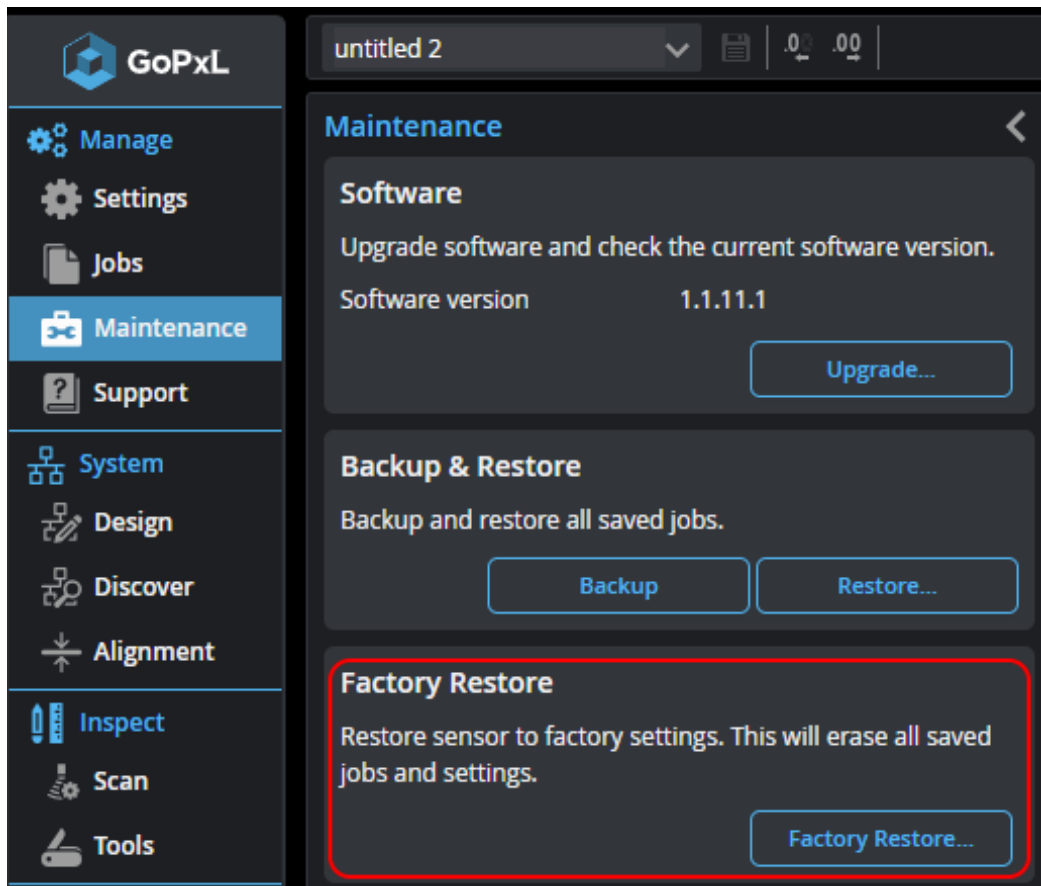 GoPxL
Manage
Settings
Jobs
Maintenance
Support
System
Design
Discover
Alignment
Inspect
Scan
Tools
untitled 2
.00
.00
Maintenance
Software
Upgrade software and check the current software version.
Software version 1.1.11.1
Upgrade...
Backup & Restore
Backup and restore all saved jobs.
Backup Restore...
Factory Restore
Restore sensor to factory settings. This will erase all saved
jobs and settings.
Factory Restore...